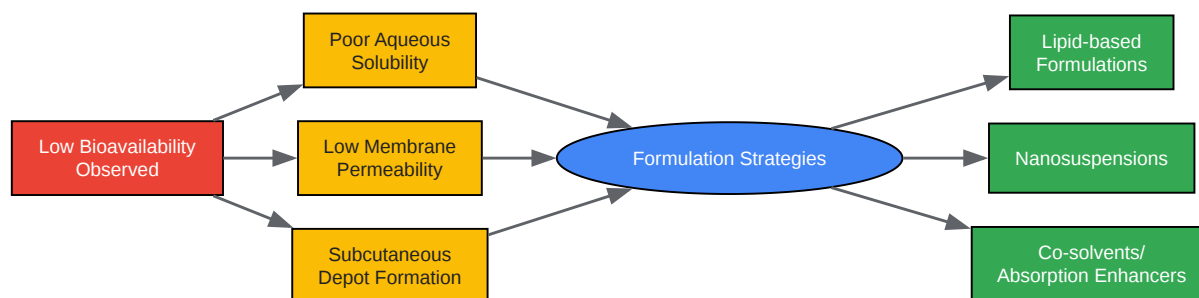 Low Bioavailability
Observed
Poor Aqueous
Solubility
Low Membrane
Permeability
Subcutaneous
Depot Formation
Formulation Strategies
Lipid-based
Formulations
Nanosuspensions
Co-solvents/
Absorption Enhancers